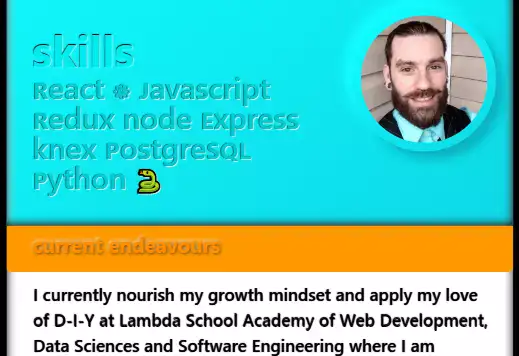 skills
React ⚛ Javascript
Redux node Express
knex PostgresQL
Python 🐍
current endeavours
I currently nourish my growth mindset and apply my love
of D-I-Y at Lambda School Academy of Web Development,
Data Sciences and Software Engineering where I am